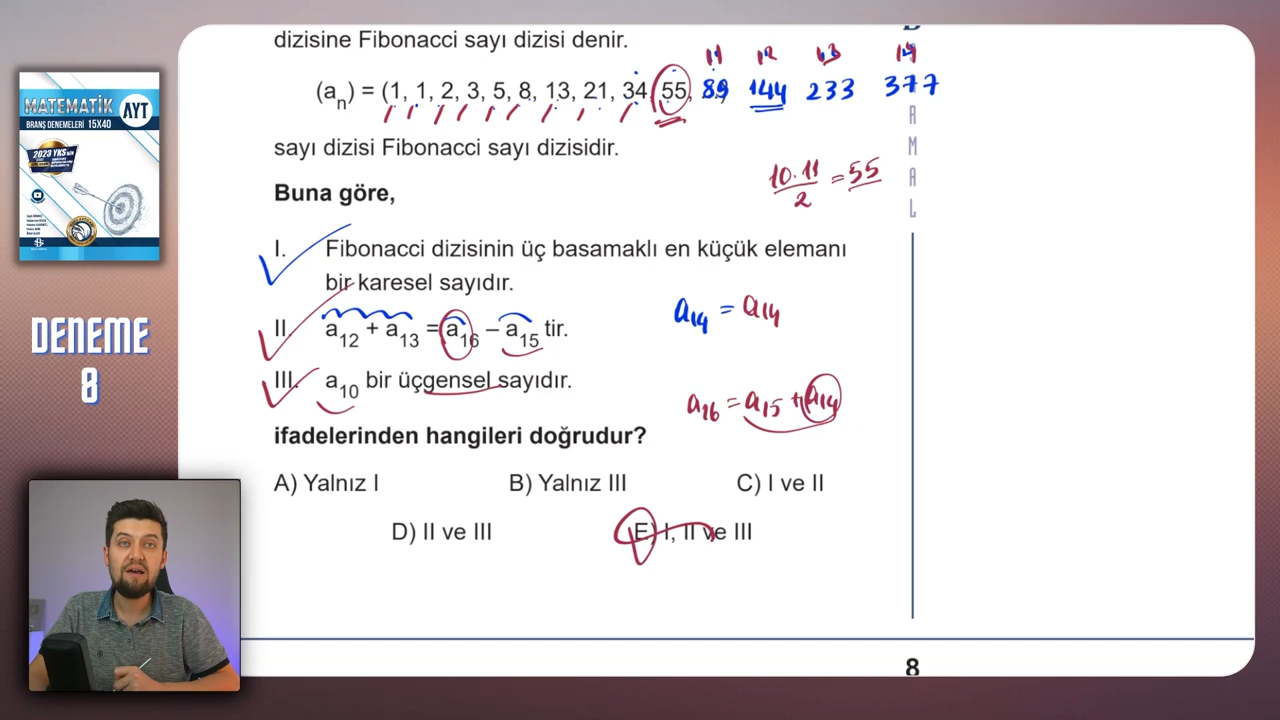 dizisine Fibonacci sayı dizisi denir.
11 12 13 14
(aₙ) = (1, 1, 2, 3, 5, 8, 13, 21, 34, 55, 89 144 233 377
sayı dizisi Fibonacci sayı dizisidir.
10.11/2 = 55
Buna göre,
I. Fibonacci dizisinin üç basamaklı en küçük elemanı
bir karesel sayıdır.
a₁₄ = a₁₄
II. a₁₂ + a₁₃ = a₁₆ – a₁₅ tir.
III. a₁₀ bir üçgensel sayıdır.
a₁₆ = a₁₅ + a₁₄
ifadelerinden hangileri doğrudur?
A) Yalnız I B) Yalnız III C) I ve II
D) II ve III E) I, II ve III
8
R
M
A
L
MATEMATİK
AYT
BRANŞ DENEMELERİ 15X40
2023 YKS'NİN
DENEME
8